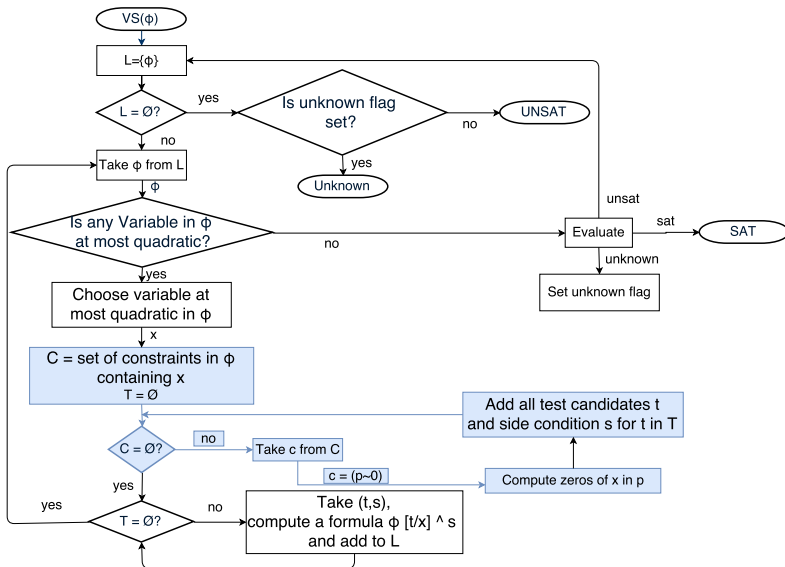 VS(ϕ)
L={ϕ}
L = Ø?
yes
Is unknown flag
set?
no
UNSAT
yes
Unknown
no
Take ϕ from L
ϕ
Is any Variable in ϕ
at most quadratic?
no
yes
unsat
Evaluate
sat
SAT
unknown
Set unknown flag
Choose variable at
most quadratic in ϕ
x
C = set of constraints in ϕ
containing x
T = Ø
Add all test candidates t
and side condition s for t in T
C = Ø?
no
Take c from C
c = (p~0)
Compute zeros of x in p
yes
T = Ø?
yes
no
Take (t,s),
compute a formula ϕ [t/x] ^ s
and add to L